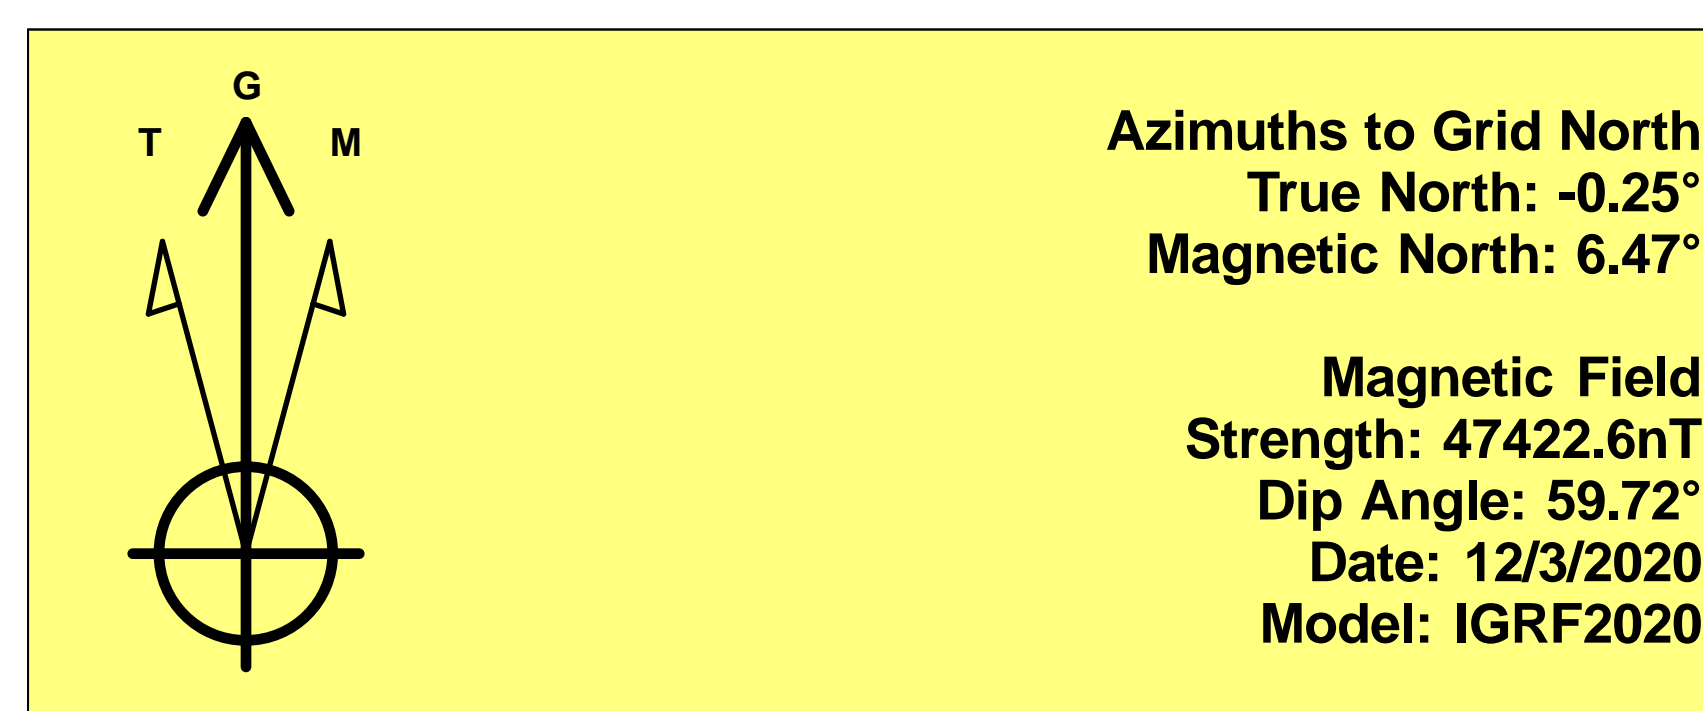 G
T M
Azimuths to Grid North
True North: -0.25°
Magnetic North: 6.47°
Magnetic Field
Strength: 47422.6nT
Dip Angle: 59.72°
Date: 12/3/2020
Model: IGRF2020